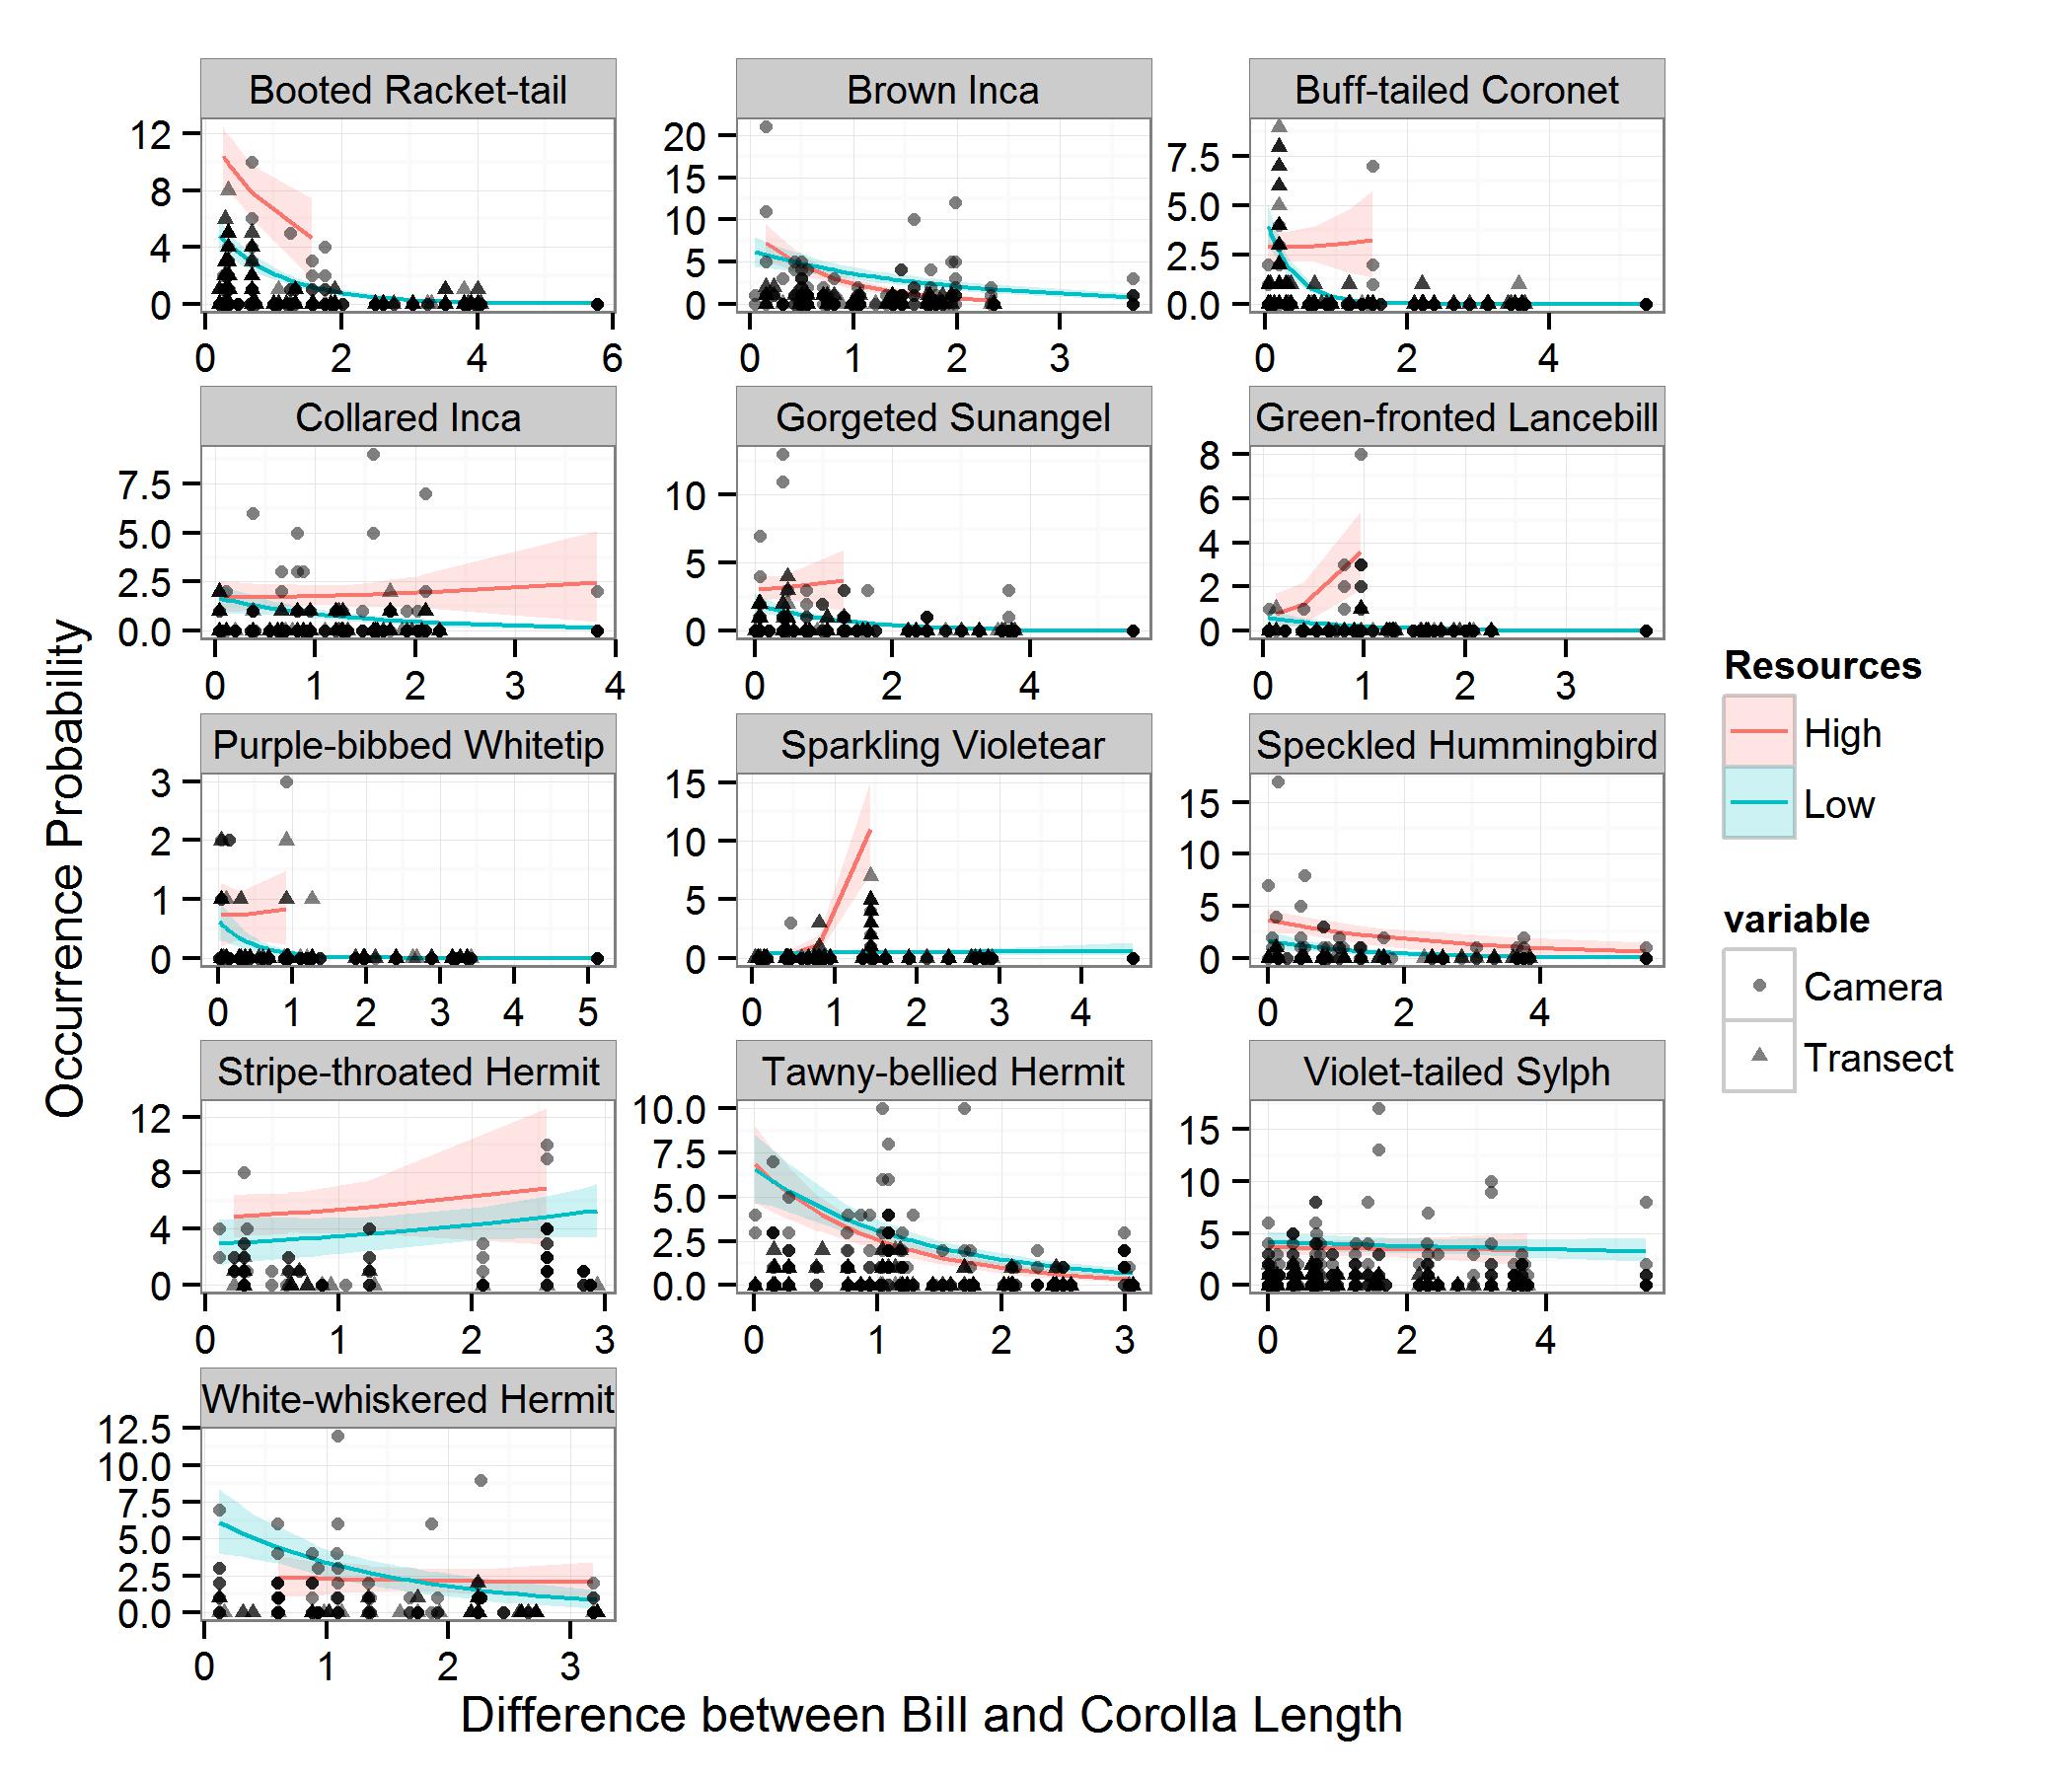 Booted Racket-tail
Brown Inca
Buff-tailed Coronet
12
8
4
0
0 2 4 6
20
15
10
5
0
0 1 2 3
7.5
5.0
2.5
0.0
0 2 4
Collared Inca
Gorgeted Sunangel
Green-fronted Lancebill
7.5
5.0
2.5
0.0
0 1 2 3 4
10
5
0
0 2 4
8
6
4
2
0
0 1 2 3
Purple-bibbed Whitetip
Sparkling Violetear
Speckled Hummingbird
3
2
1
0
0 1 2 3 4 5
15
10
5
0
0 1 2 3 4
15
10
5
0
0 2 4
Stripe-throated Hermit
Tawny-bellied Hermit
Violet-tailed Sylph
12
8
4
0
0 1 2 3
10.0
7.5
5.0
2.5
0.0
0 1 2 3
15
10
5
0
0 2 4
White-whiskered Hermit
12.5
10.0
7.5
5.0
2.5
0.0
0 1 2 3
Occurrence Probability
Difference between Bill and Corolla Length
Resources
High
Low
variable
Camera
Transect